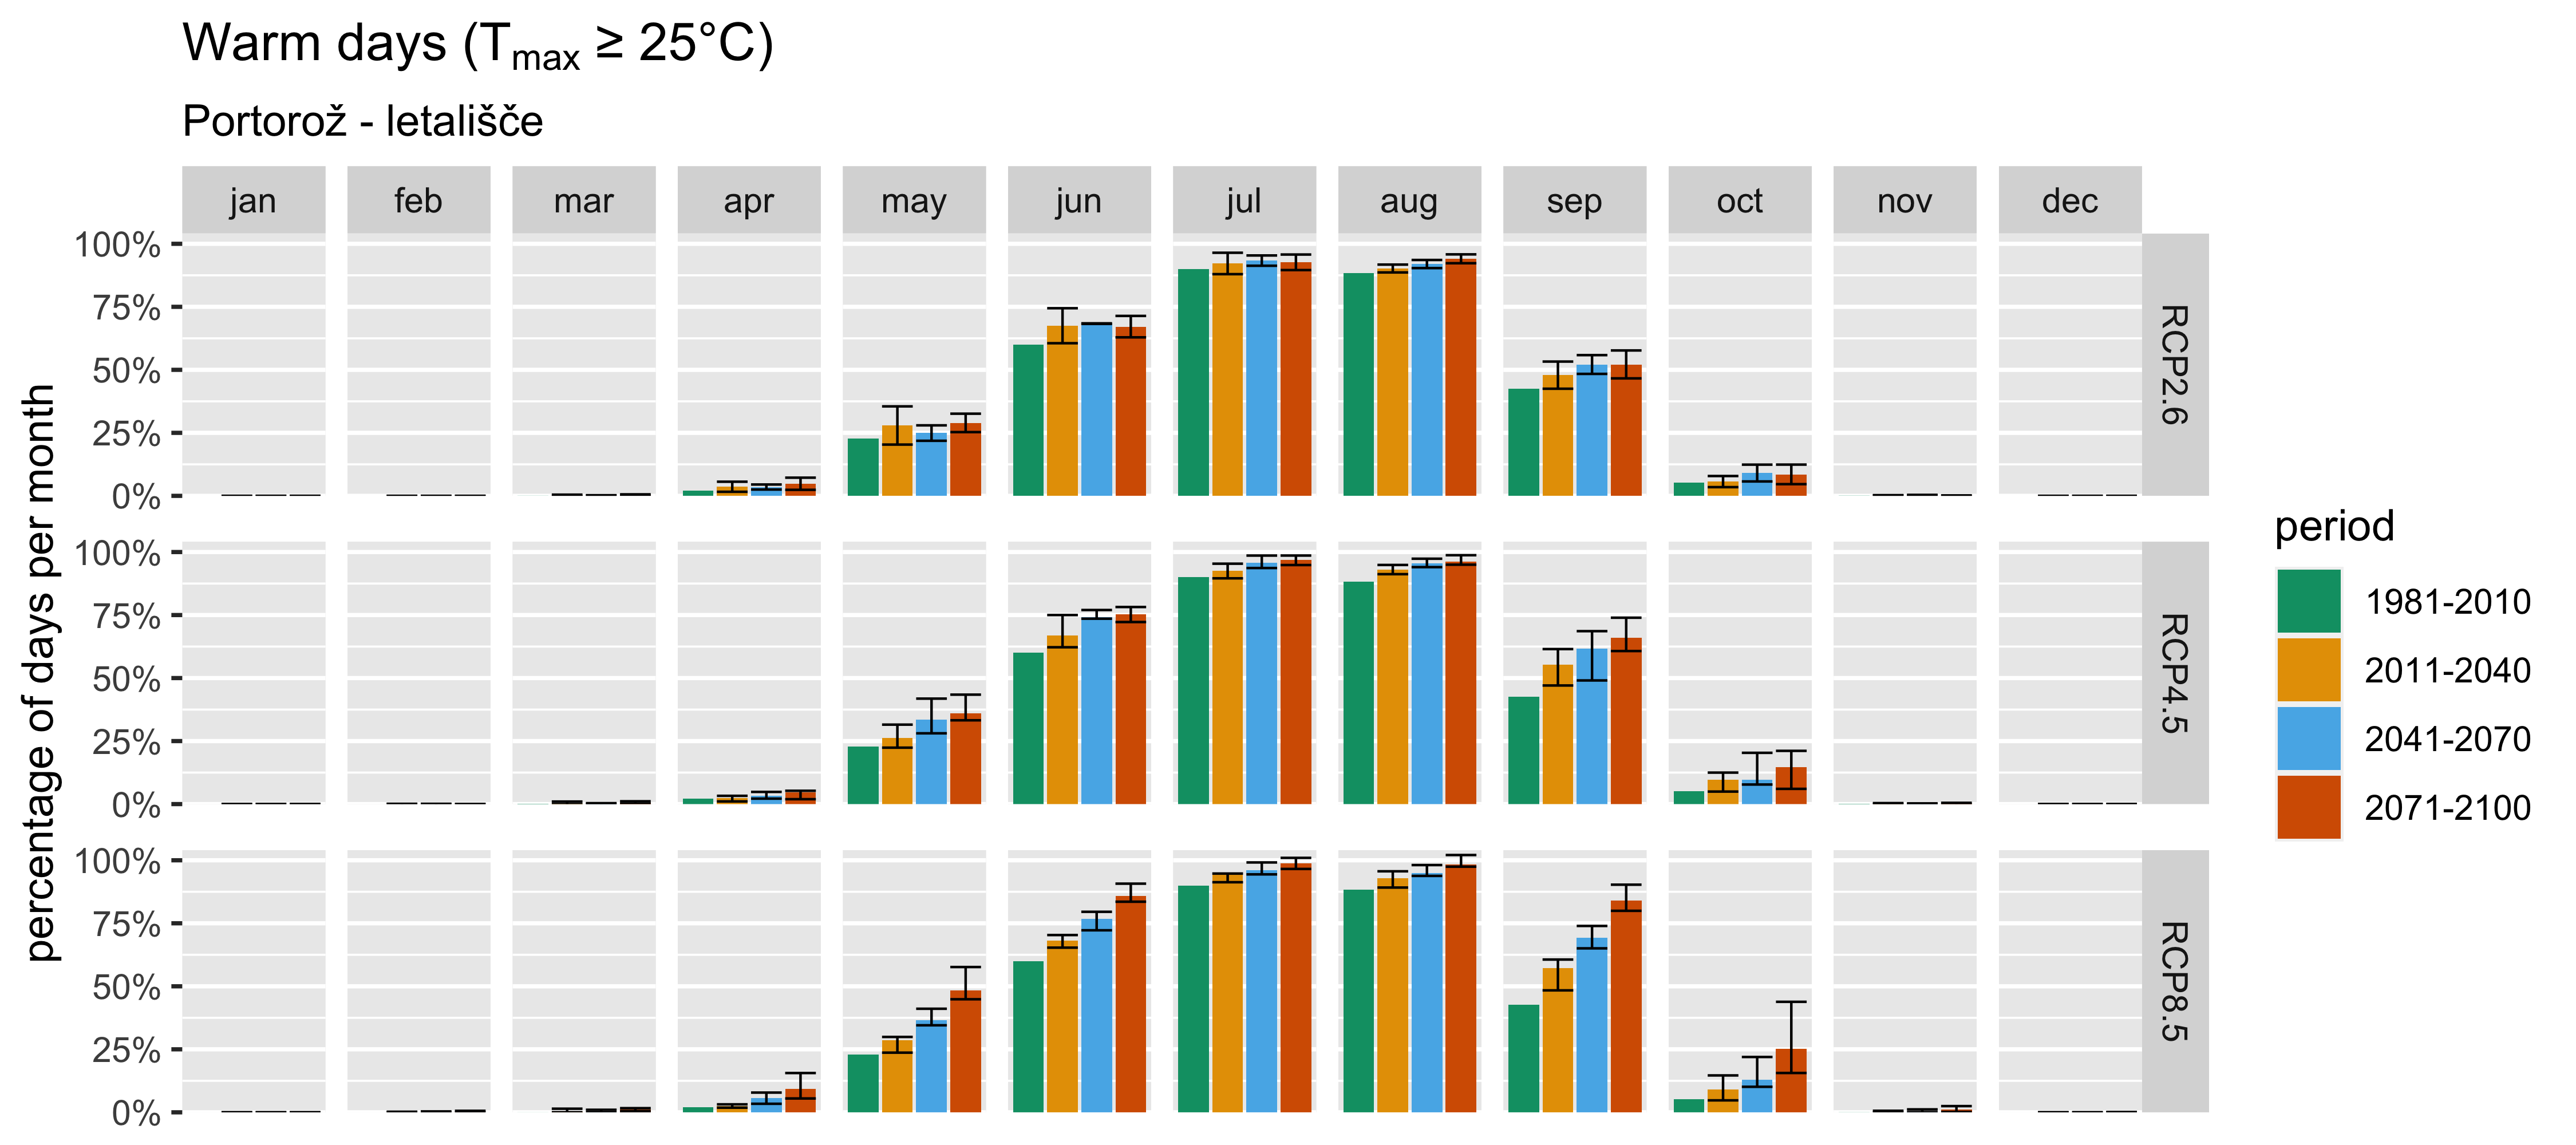 Warm days (Tmax ≥ 25°C)
Portorož - letališče
jan feb mar apr may jun jul aug sep oct nov dec
percentage of days per month
100%
75%
50%
25%
0%
RCP2.6
100%
75%
50%
25%
0%
RCP4.5
100%
75%
50%
25%
0%
RCP8.5
period
1981-2010
2011-2040
2041-2070
2071-2100